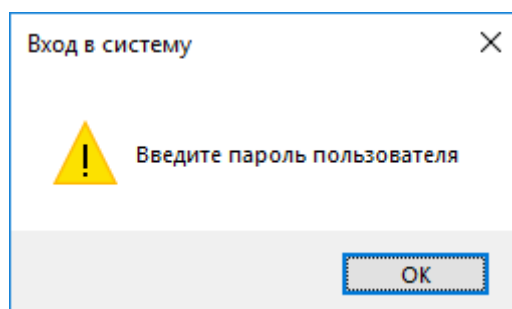 Вход в систему
Введите пароль пользователя
OK